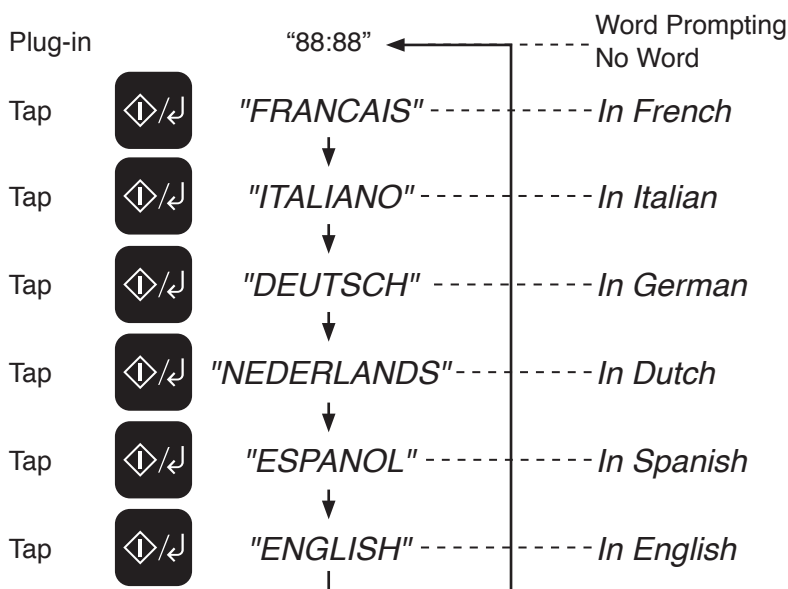 Plug-in "88:88" Word Prompting
No Word
Tap "FRANCAIS" In French
Tap "ITALIANO" In Italian
Tap "DEUTSCH" In German
Tap "NEDERLANDS" In Dutch
Tap "ESPANOL" In Spanish
Tap "ENGLISH" In English